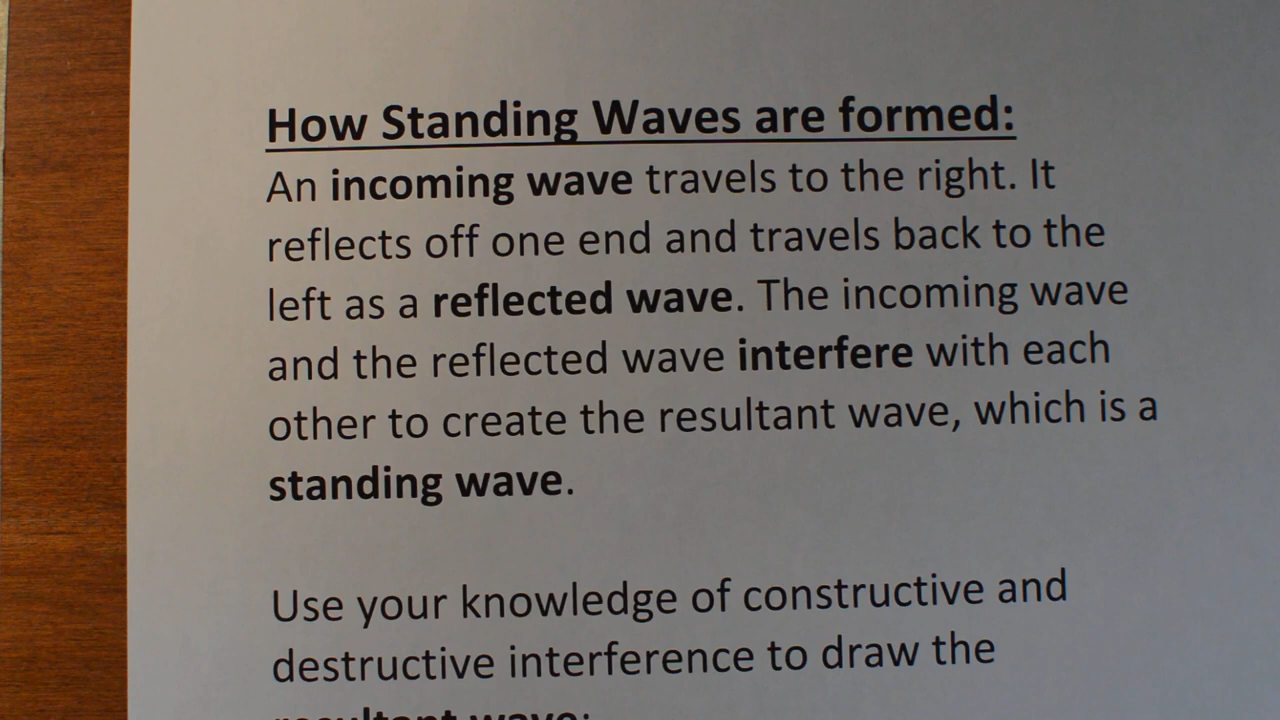 How Standing Waves are formed:
An incoming wave travels to the right. It
reflects off one end and travels back to the
left as a reflected wave. The incoming wave
and the reflected wave interfere with each
other to create the resultant wave, which is a
standing wave.
Use your knowledge of constructive and
destructive interference to draw the
resultant wave: